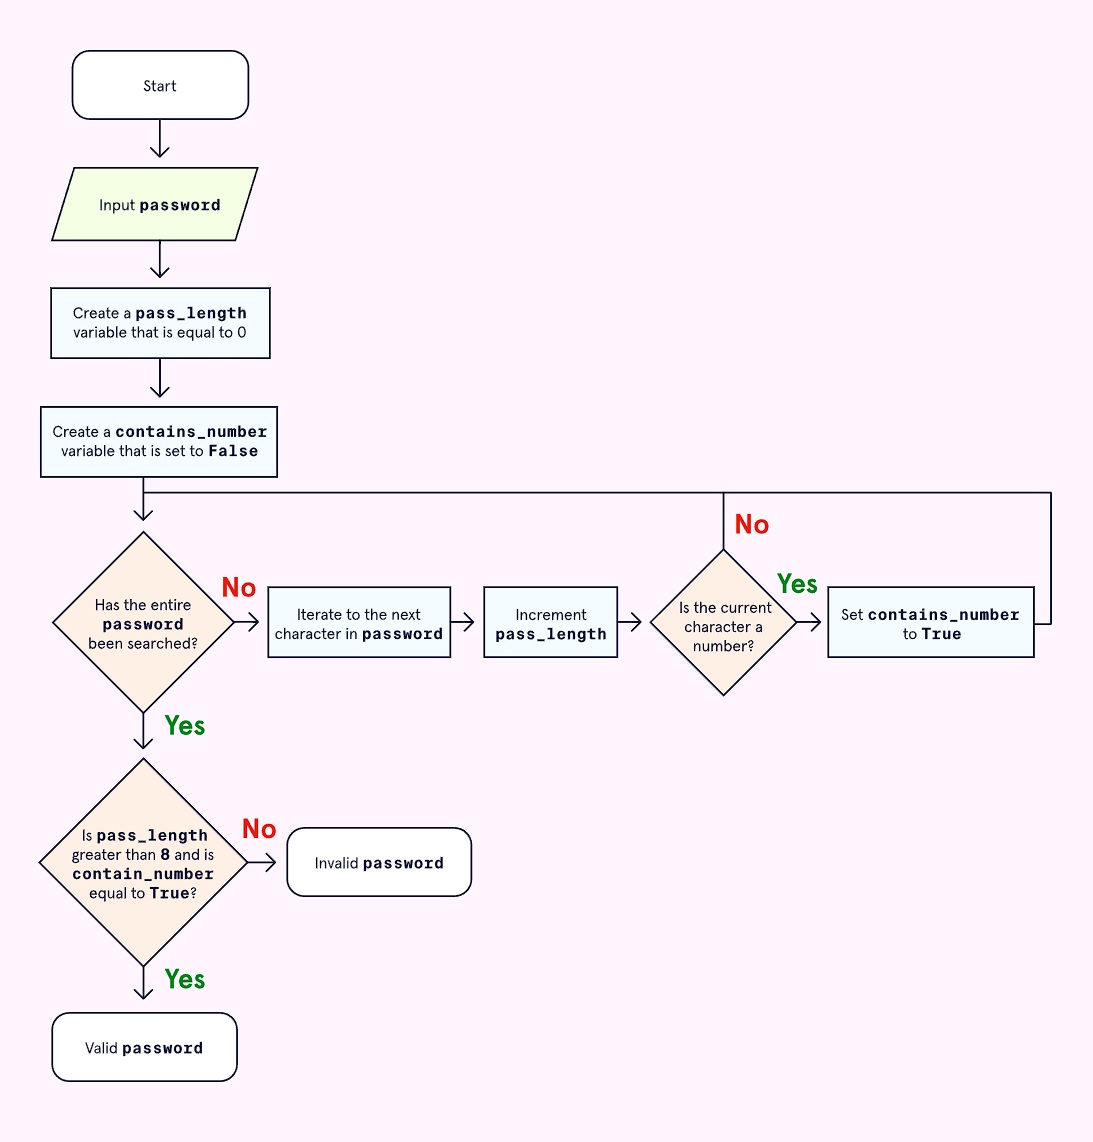 Start
Input password
Create a pass_length
variable that is equal to 0
Create a contains_number
variable that is set to False
No
Has the entire
password
been searched?
No
Iterate to the next
character in password
Increment
pass_length
Is the current
character a
number?
Yes
Set contains_number
to True
Yes
Is pass_length
greater than 8 and is
contain_number
equal to True?
No
Invalid password
Yes
Valid password